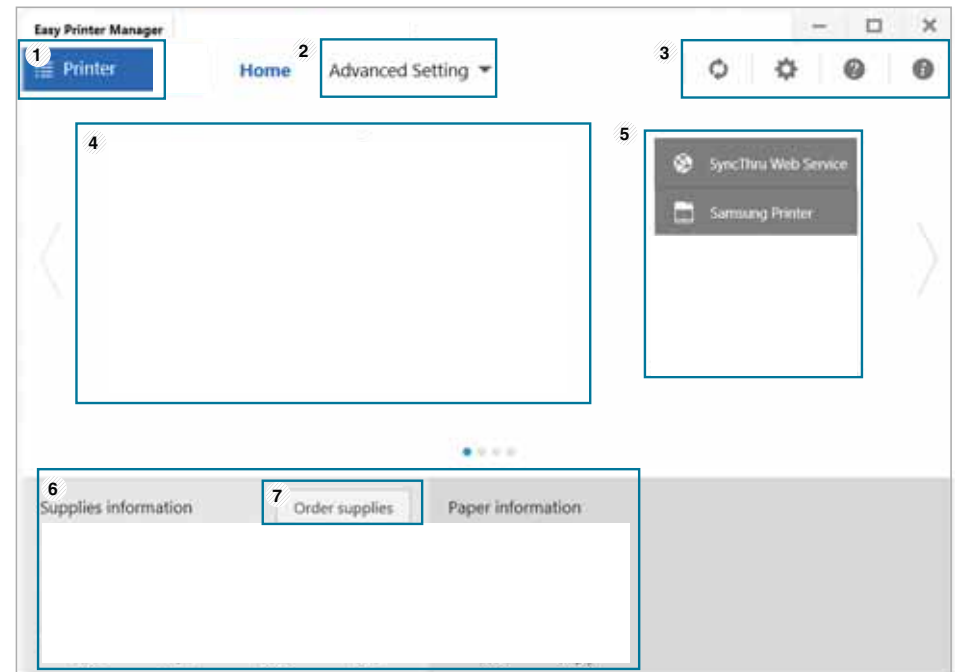 Easy Printer Manager
1 Printer
Home
2 Advanced Setting
3
4
5
SyncThru Web Service
Samsung Printer
6
Supplies information
7
Order supplies
Paper information